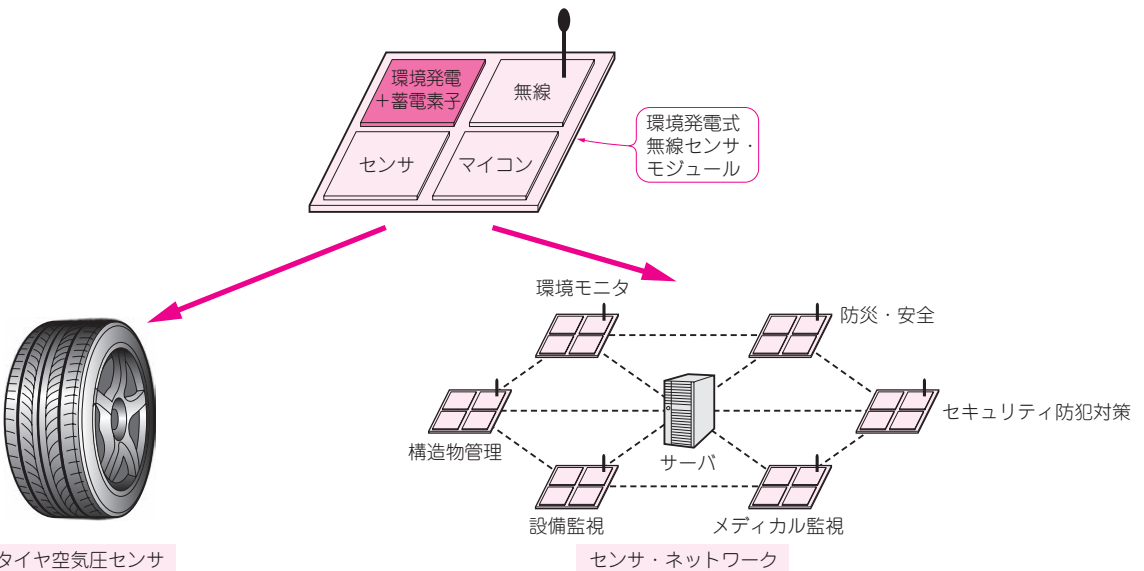 環境発電
＋蓄電素子
無線
センサ
マイコン
環境発電式
無線センサ・
モジュール
環境モニタ
防災・安全
セキュリティ防犯対策
構造物管理
サーバ
設備監視
メディカル監視
タイヤ空気圧センサ
センサ・ネットワーク